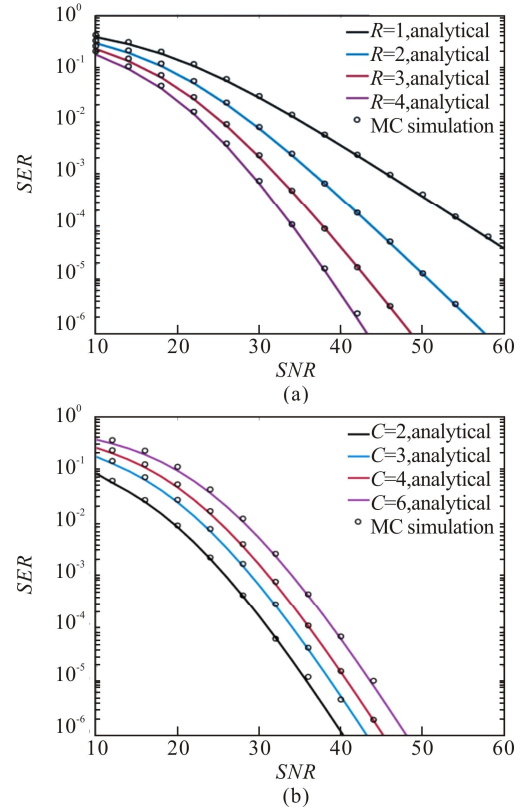 10^0
10^-1
10^-2
10^-3
10^-4
10^-5
10^-6
SER
R=1,analytical
R=2,analytical
R=3,analytical
R=4,analytical
MC simulation
10 20 30 40 50 60
SNR
(a)
10^0
10^-1
10^-2
10^-3
10^-4
10^-5
10^-6
SER
C=2,analytical
C=3,analytical
C=4,analytical
C=6,analytical
MC simulation
10 20 30 40 50 60
SNR
(b)